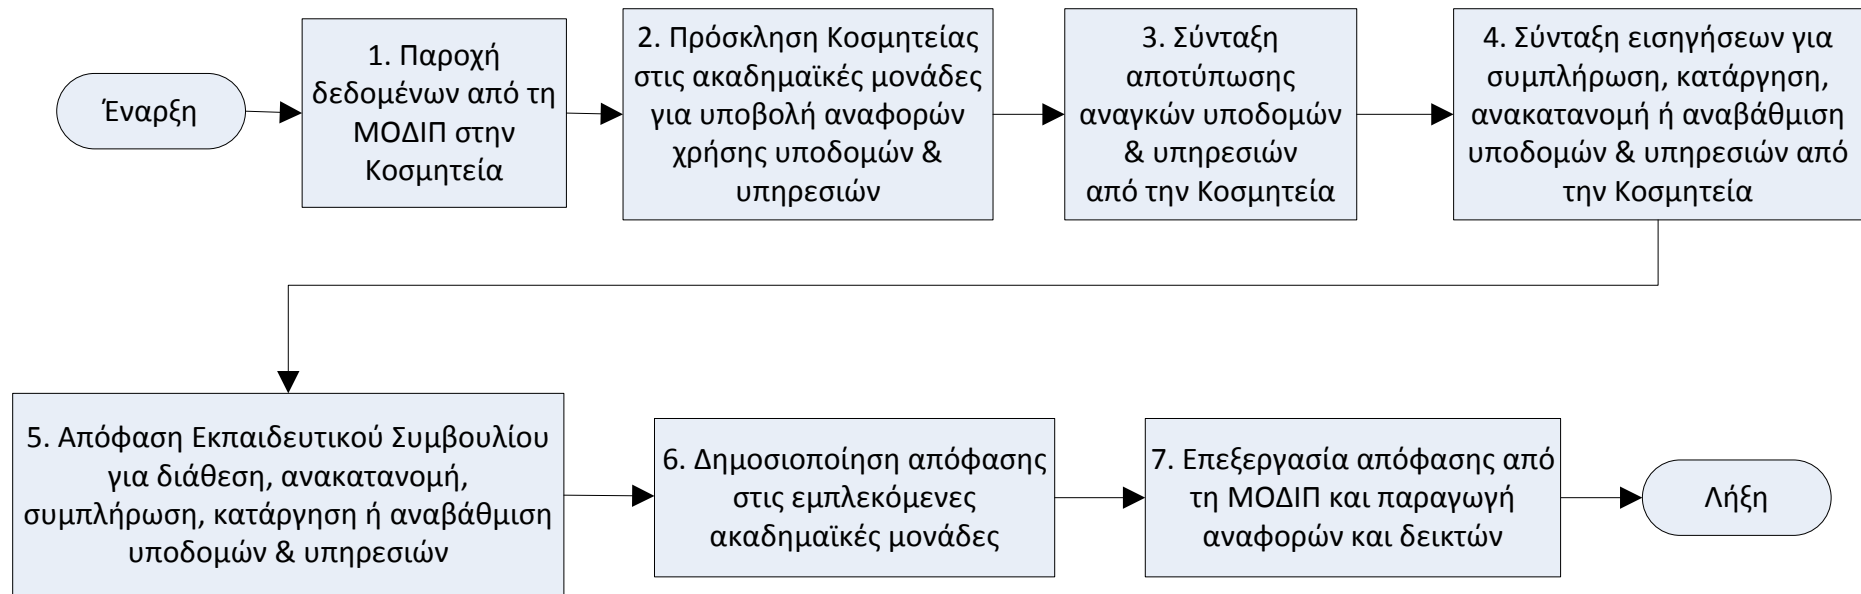 Έναρξη
1. Παροχή
δεδομένων από τη
ΜΟΔΙΠ στην
Κοσμητεία
2. Πρόσκληση Κοσμητείας
στις ακαδημαϊκές μονάδες
για υποβολή αναφορών
χρήσης υποδομών &
υπηρεσιών
3. Σύνταξη
αποτύπωσης
αναγκών υποδομών
& υπηρεσιών
από την Κοσμητεία
4. Σύνταξη εισηγήσεων για
συμπλήρωση, κατάργηση,
ανακατανομή ή αναβάθμιση
υποδομών & υπηρεσιών από
την Κοσμητεία
5. Απόφαση Εκπαιδευτικού Συμβουλίου
για διάθεση, ανακατανομή,
συμπλήρωση, κατάργηση ή αναβάθμιση
υποδομών & υπηρεσιών
6. Δημοσιοποίηση απόφασης
στις εμπλεκόμενες
ακαδημαϊκές μονάδες
7. Επεξεργασία απόφασης από
τη ΜΟΔΙΠ και παραγωγή
αναφορών και δεικτών
Λήξη